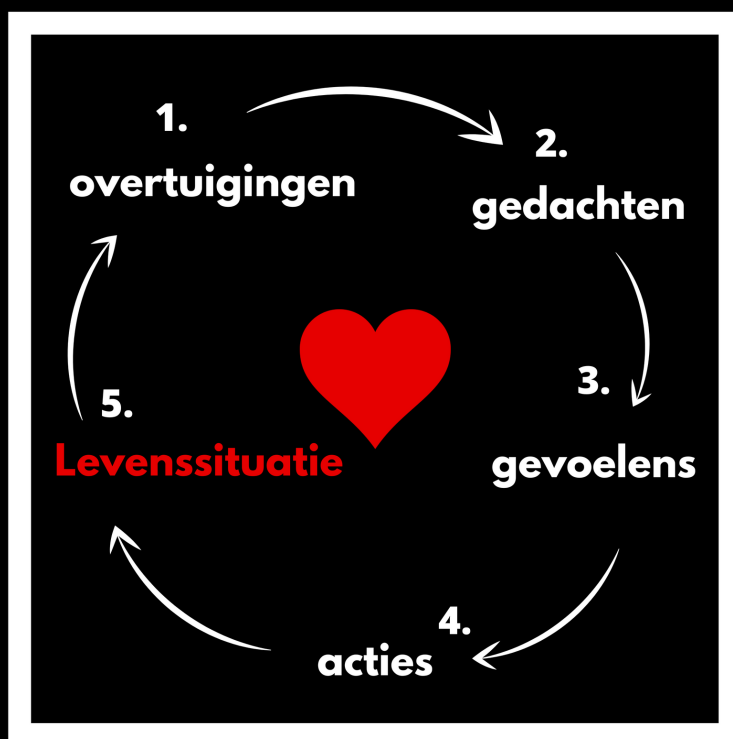 1.
overtuigingen
2.
gedachten
3.
gevoelens
4.
acties
5.
Levenssituatie